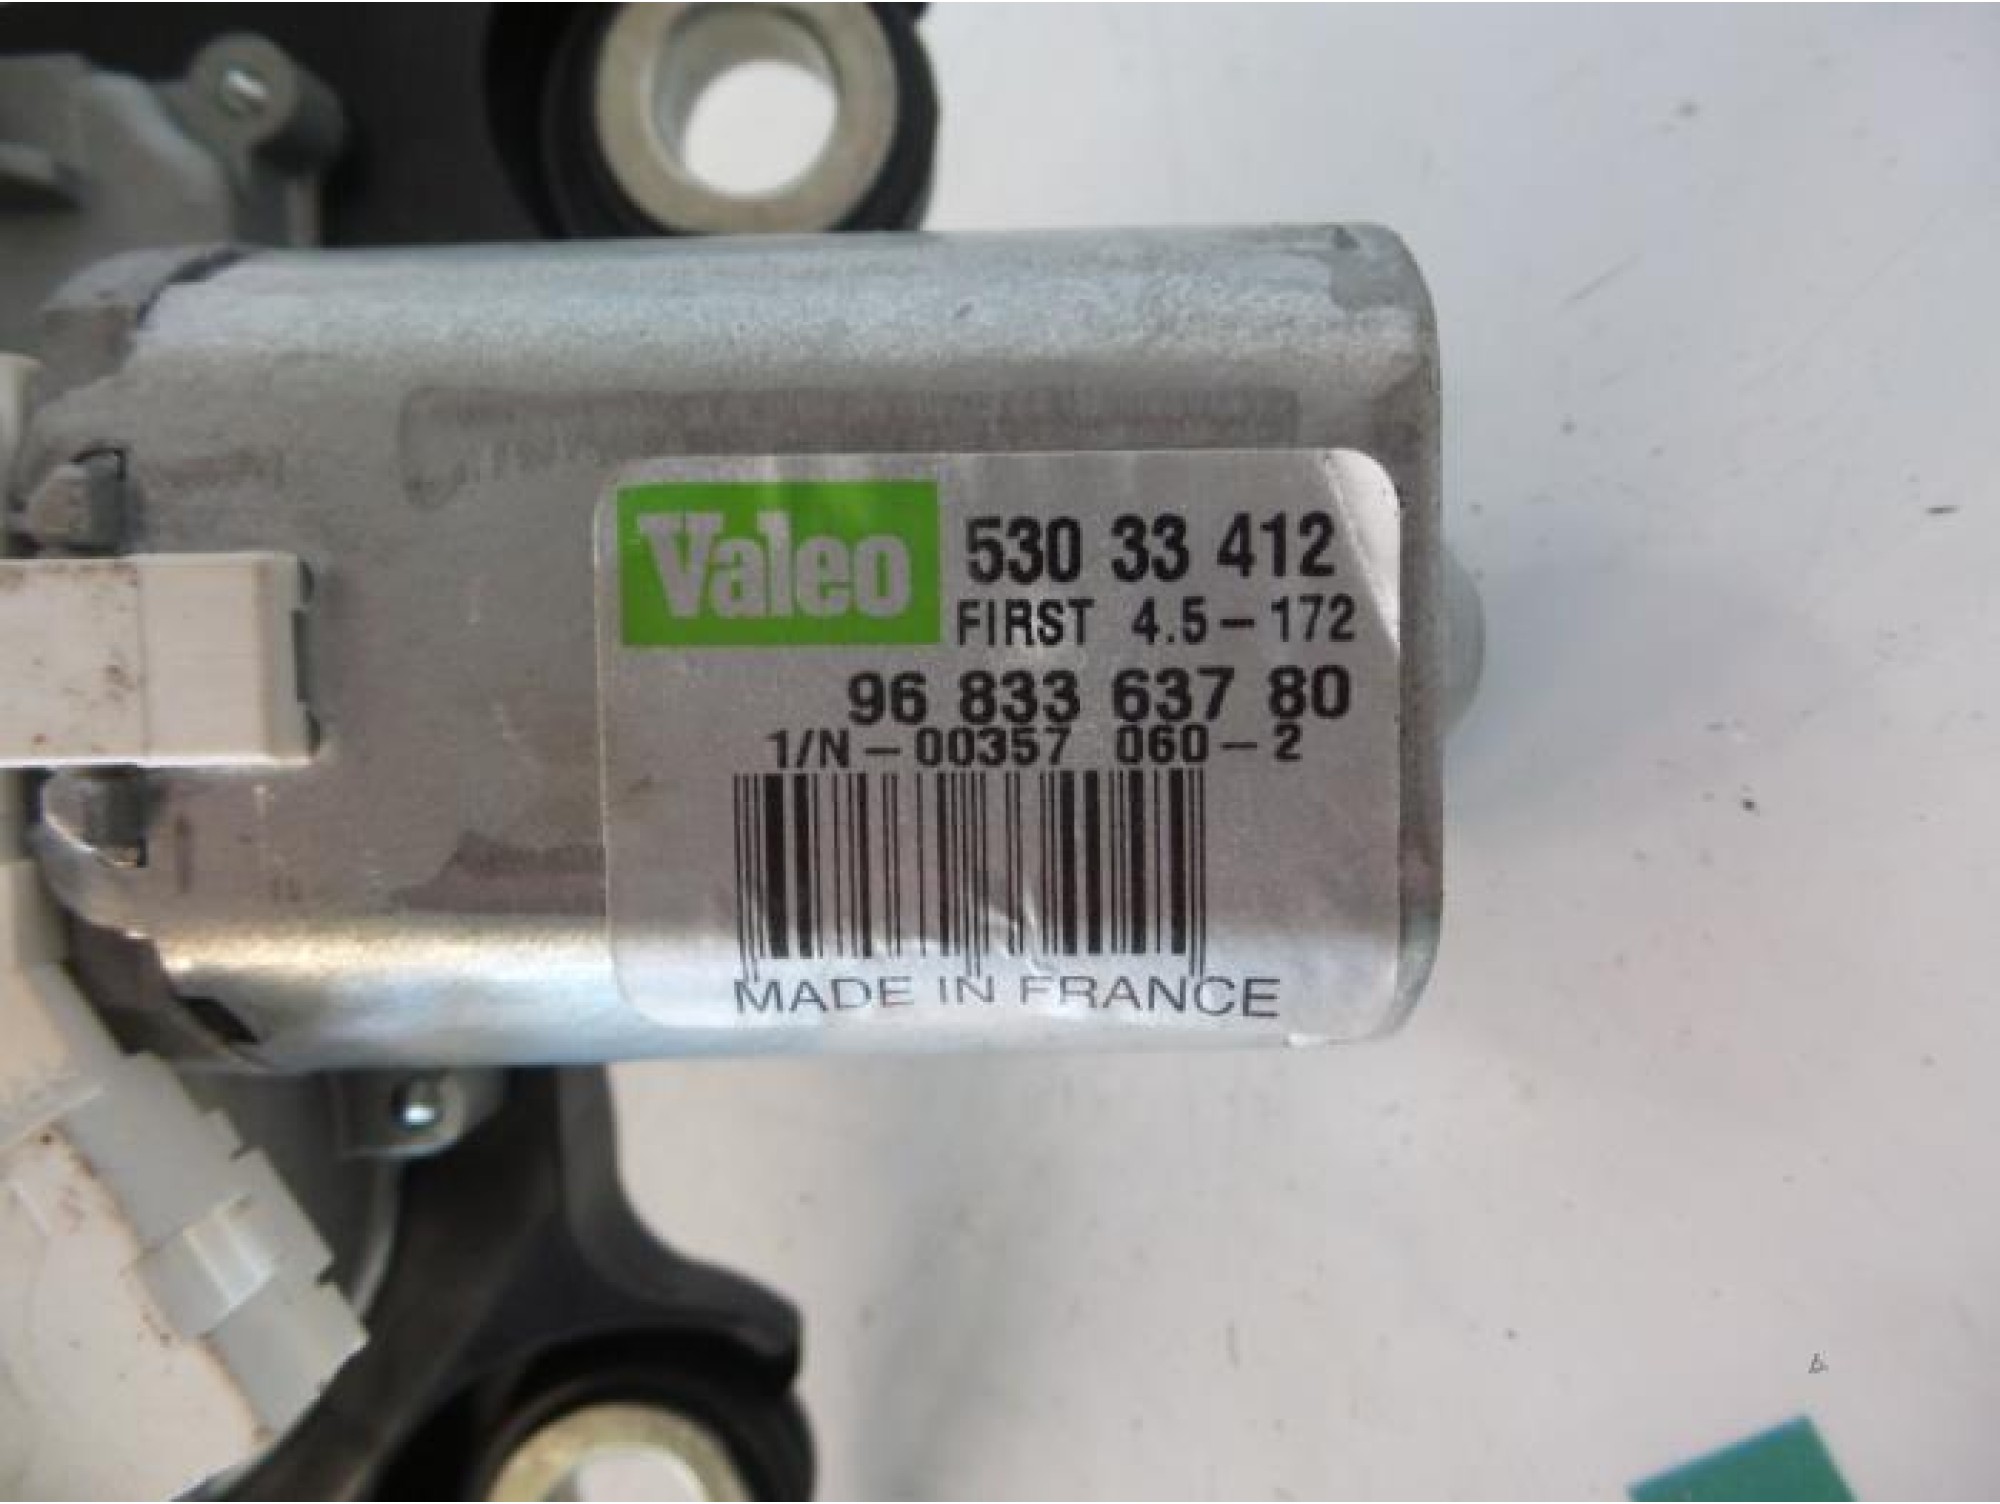 Valeo 530 33 412
FIRST 4.5-172
96 833 637 80
1/N-00357 060-2
MADE IN FRANCE